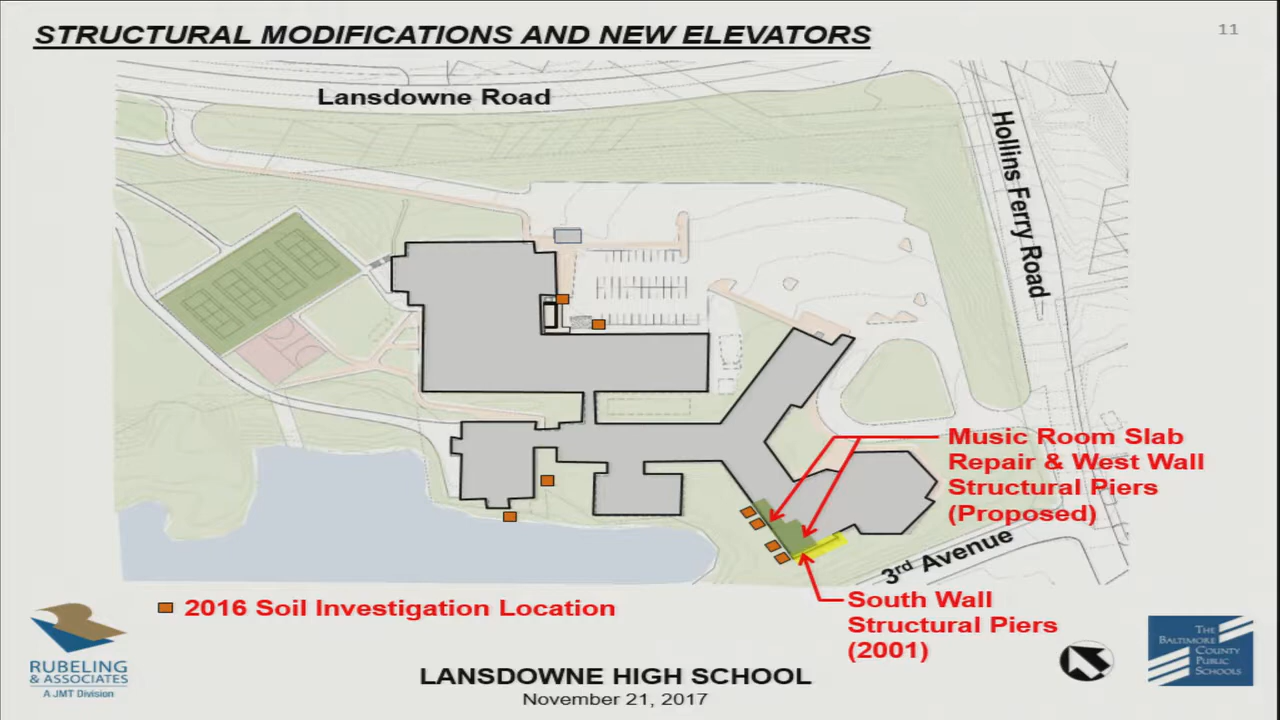 STRUCTURAL MODIFICATIONS AND NEW ELEVATORS
11
Lansdowne Road
Hollins Ferry Road
Music Room Slab
Repair & West Wall
Structural Piers
(Proposed)
3rd Avenue
South Wall
Structural Piers
(2001)
2016 Soil Investigation Location
RUBELING
& ASSOCIATES
A JMT Division
LANSDOWNE HIGH SCHOOL
November 21, 2017
THE
BALTIMORE
COUNTY
PUBLIC
SCHOOLS